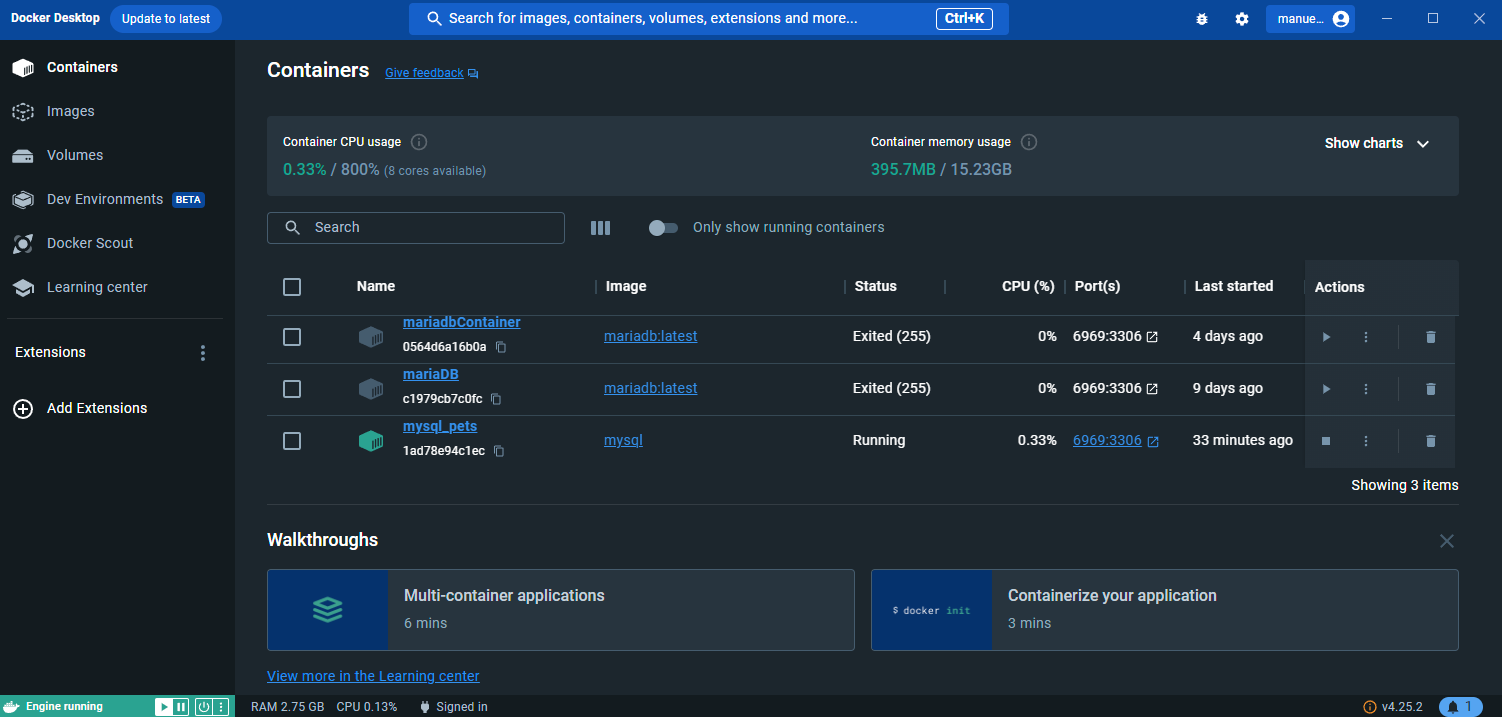 Docker Desktop Update to latest Search for images, containers, volumes, extensions and more... Ctrl+K manue...
Containers
Images
Volumes
Dev Environments BETA
Docker Scout
Learning center
Extensions
Add Extensions
Containers Give feedback
Container CPU usage
0.33% / 800% (8 cores available)
Container memory usage
395.7MB / 15.23GB
Show charts
Search
Only show running containers
Name Image Status CPU (%) Port(s) Last started Actions
mariadbContainer
0564d6a16b0a
mariadb:latest Exited (255) 0% 6969:3306 4 days ago
mariaDB
c1979cb7c0fc
mariadb:latest Exited (255) 0% 6969:3306 9 days ago
mysql_pets
1ad78e94c1ec
mysql Running 0.33% 6969:3306 33 minutes ago
Showing 3 items
Walkthroughs
Multi-container applications
6 mins
$ docker init
Containerize your application
3 mins
View more in the Learning center
Engine running RAM 2.75 GB CPU 0.13% Signed in v4.25.2 1